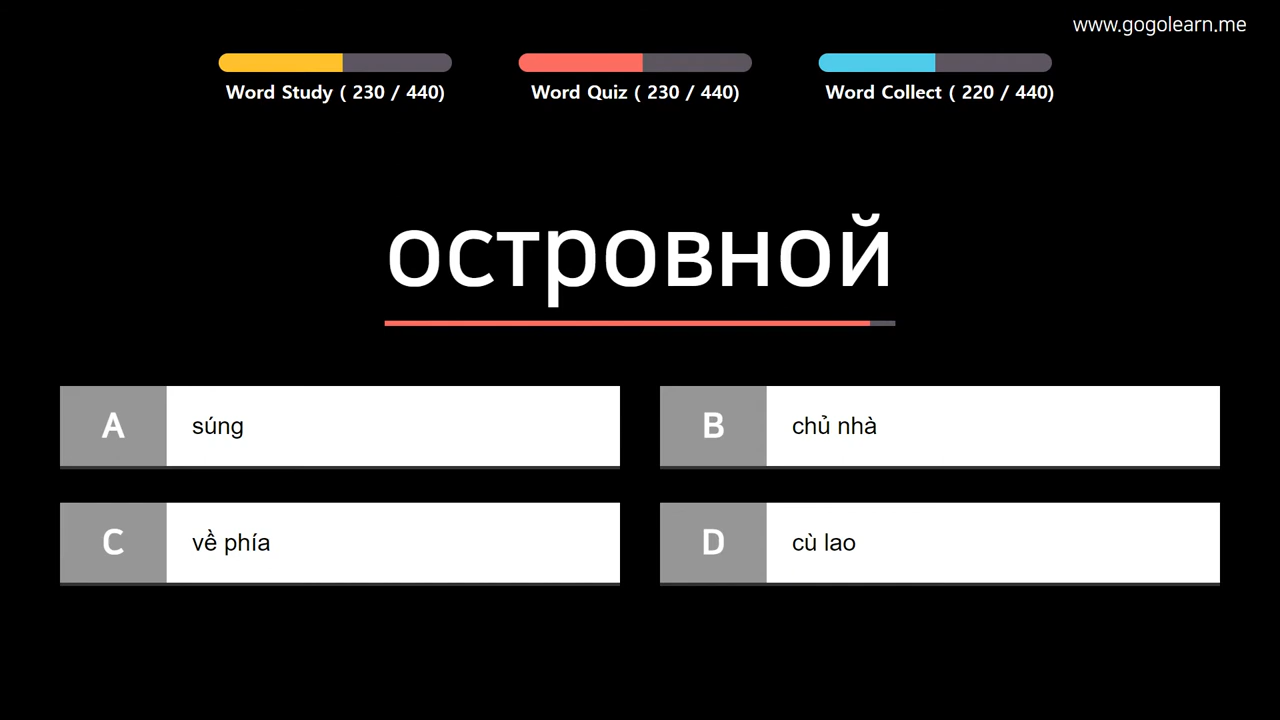 www.gogolearn.me
Word Study ( 230 / 440)
Word Quiz ( 230 / 440)
Word Collect ( 220 / 440)
островной
A súng
B chủ nhà
C về phía
D cù lao